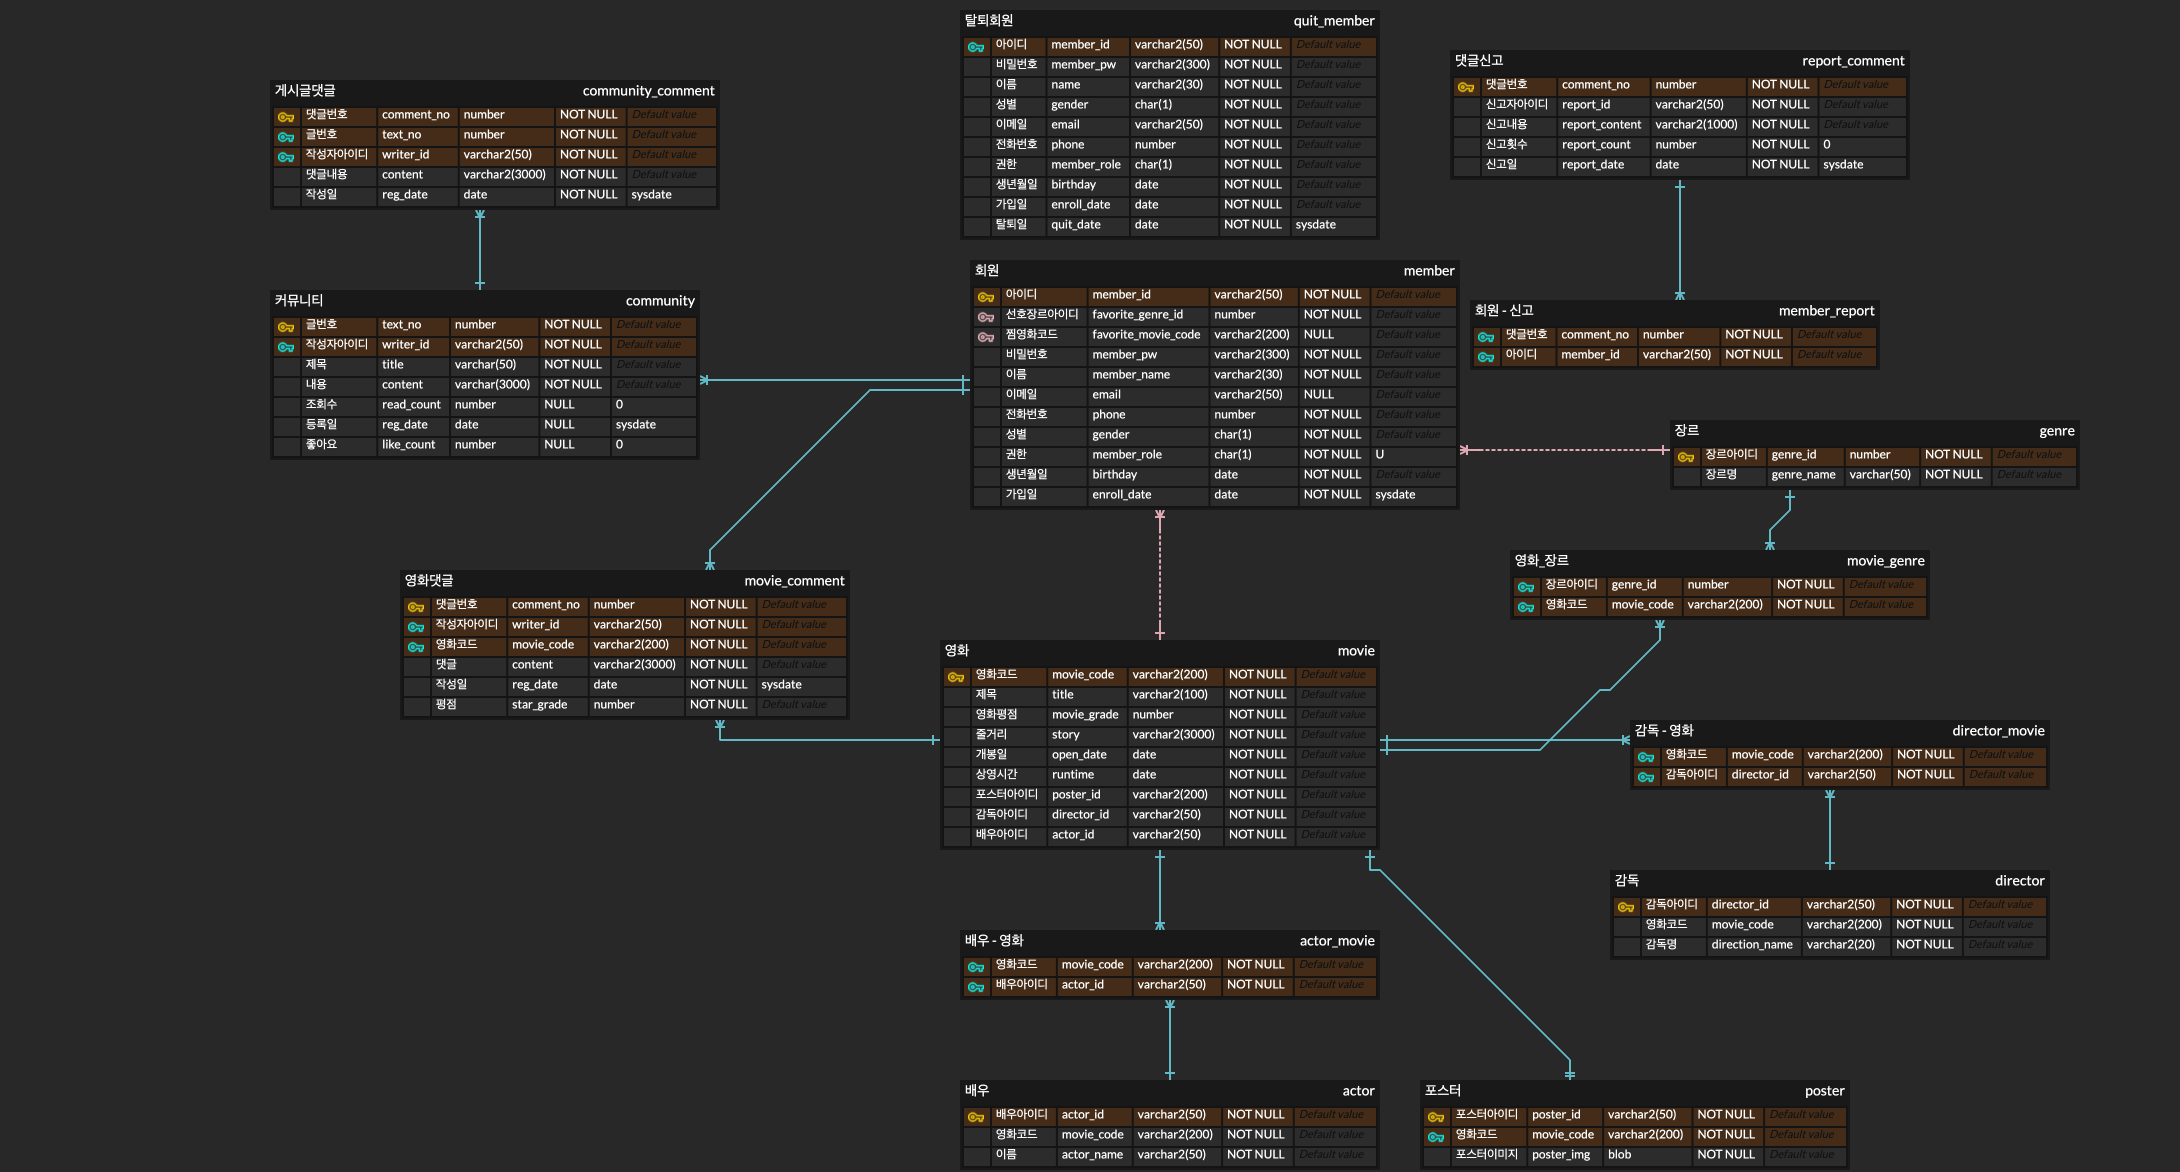 탈퇴회원 quit_member
아이디 member_id varchar2(50) NOT NULL Default value
비밀번호 member_pw varchar2(300) NOT NULL Default value
이름 name varchar2(30) NOT NULL Default value
성별 gender char(1) NOT NULL Default value
이메일 email varchar2(50) NOT NULL Default value
전화번호 phone number NOT NULL Default value
권한 member_role char(1) NOT NULL Default value
생년월일 birthday date NOT NULL Default value
가입일 enroll_date date NOT NULL Default value
탈퇴일 quit_date date NOT NULL sysdate
댓글신고 report_comment
댓글번호 comment_no number NOT NULL Default value
신고자아이디 report_id varchar2(50) NOT NULL Default value
신고내용 report_content varchar2(1000) NOT NULL Default value
신고횟수 report_count number NOT NULL 0
신고일 report_date date NOT NULL sysdate
게시글댓글 community_comment
댓글번호 comment_no number NOT NULL Default value
글번호 text_no number NOT NULL Default value
작성자아이디 writer_id varchar2(50) NOT NULL Default value
댓글내용 content varchar2(3000) NOT NULL Default value
작성일 reg_date date NOT NULL sysdate
회원 member
아이디 member_id varchar2(50) NOT NULL Default value
선호장르아이디 favorite_genre_id number NOT NULL Default value
찜영화코드 favorite_movie_code varchar2(200) NULL Default value
비밀번호 member_pw varchar2(300) NOT NULL Default value
이름 member_name varchar2(30) NOT NULL Default value
이메일 email varchar2(50) NULL Default value
전화번호 phone number NOT NULL Default value
성별 gender char(1) NOT NULL Default value
권한 member_role char(1) NOT NULL U
생년월일 birthday date NOT NULL Default value
가입일 enroll_date date NOT NULL sysdate
커뮤니티 community
글번호 text_no number NOT NULL Default value
작성자아이디 writer_id varchar2(50) NOT NULL Default value
제목 title varchar(50) NOT NULL Default value
내용 content varchar(3000) NOT NULL Default value
조회수 read_count number NULL 0
등록일 reg_date date NULL sysdate
좋아요 like_count number NULL 0
회원 - 신고 member_report
댓글번호 comment_no number NOT NULL Default value
아이디 member_id varchar2(50) NOT NULL Default value
장르 genre
장르아이디 genre_id number NOT NULL Default value
장르명 genre_name varchar(50) NOT NULL Default value
영화_장르 movie_genre
장르아이디 genre_id number NOT NULL Default value
영화코드 movie_code varchar2(200) NOT NULL Default value
영화댓글 movie_comment
댓글번호 comment_no number NOT NULL Default value
작성자아이디 writer_id varchar2(50) NOT NULL Default value
영화코드 movie_code varchar2(200) NOT NULL Default value
댓글 content varchar2(3000) NOT NULL Default value
작성일 reg_date date NOT NULL sysdate
평점 star_grade number NOT NULL Default value
영화 movie
영화코드 movie_code varchar2(200) NOT NULL Default value
제목 title varchar2(100) NOT NULL Default value
영화평점 movie_grade number NOT NULL Default value
줄거리 story varchar2(3000) NOT NULL Default value
개봉일 open_date date NOT NULL Default value
상영시간 runtime date NOT NULL Default value
포스터아이디 poster_id varchar2(200) NOT NULL Default value
감독아이디 director_id varchar2(50) NOT NULL Default value
배우아이디 actor_id varchar2(50) NOT NULL Default value
감독 - 영화 director_movie
영화코드 movie_code varchar2(200) NOT NULL Default value
감독아이디 director_id varchar2(50) NOT NULL Default value
감독 director
감독아이디 director_id varchar2(50) NOT NULL Default value
영화코드 movie_code varchar2(200) NOT NULL Default value
감독명 direction_name varchar2(20) NOT NULL Default value
배우 - 영화 actor_movie
영화코드 movie_code varchar2(200) NOT NULL Default value
배우아이디 actor_id varchar2(50) NOT NULL Default value
배우 actor
배우아이디 actor_id varchar2(50) NOT NULL Default value
영화코드 movie_code varchar2(200) NOT NULL Default value
이름 actor_name varchar2(50) NOT NULL Default value
포스터 poster
포스터아이디 poster_id varchar2(50) NOT NULL Default value
영화코드 movie_code varchar2(200) NOT NULL Default value
포스터이미지 poster_img blob NOT NULL Default value